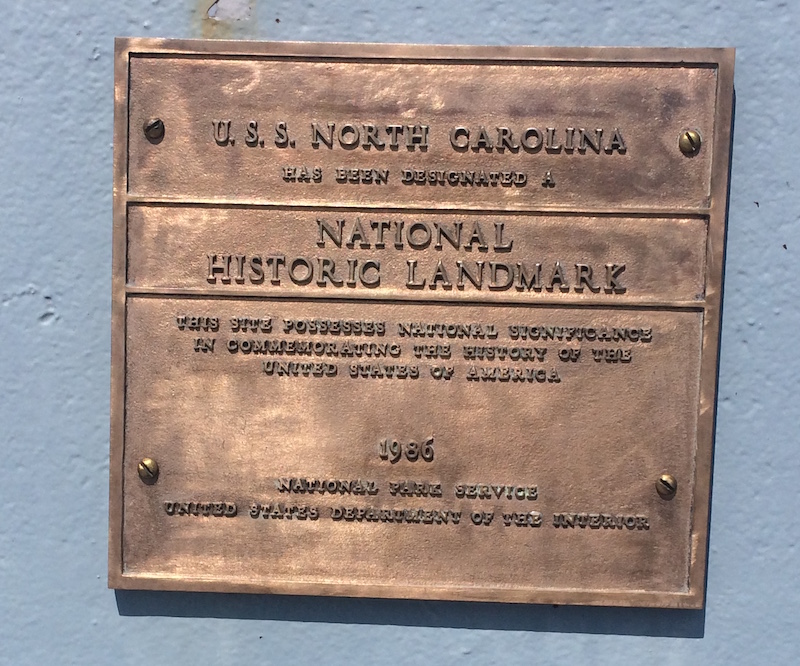 U. S. S. NORTH CAROLINA
HAS BEEN DESIGNATED A
NATIONAL
HISTORIC LANDMARK
THIS SITE POSSESSES NATIONAL SIGNIFICANCE
IN COMMEMORATING THE HISTORY OF THE
UNITED STATES OF AMERICA
1986
NATIONAL PARK SERVICE
UNITED STATES DEPARTMENT OF THE INTERIOR